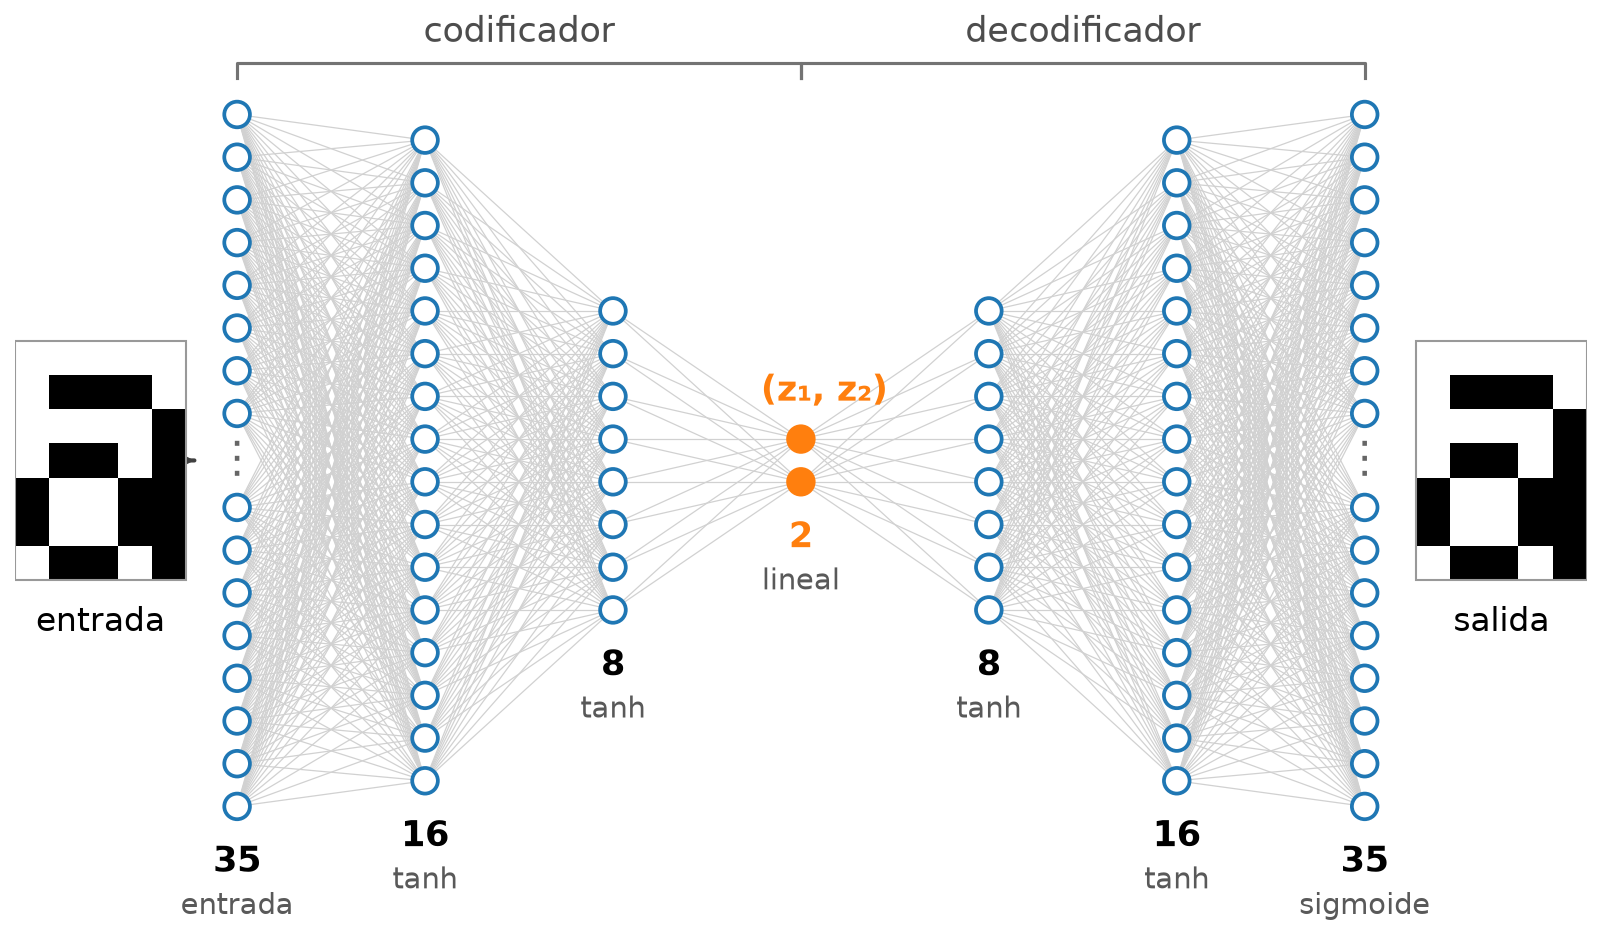 codificador
decodificador
(z₁, z₂)
2
lineal
entrada
salida
8
tanh
8
tanh
16
tanh
16
tanh
35
entrada
35
sigmoide